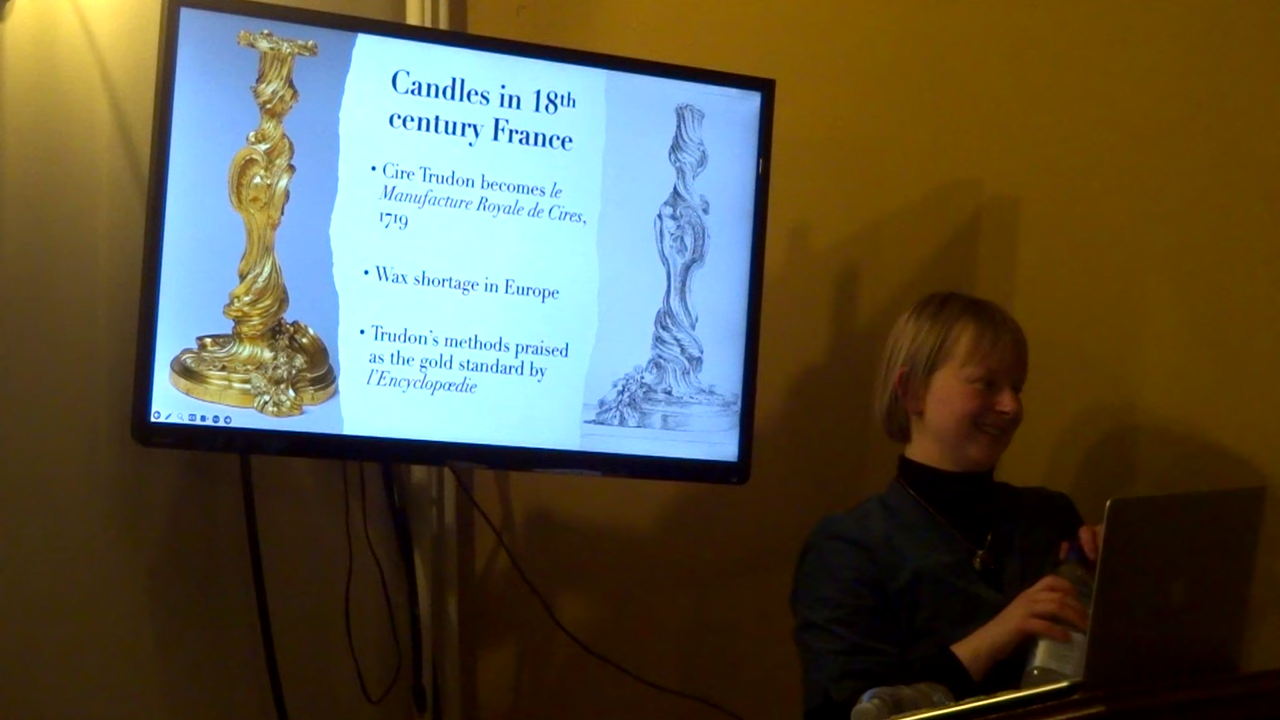 Candles in 18th
century France
• Cire Trudon becomes le
Manufacture Royale de Cires,
1719
• Wax shortage in Europe
• Trudon's methods praised
as the gold standard by
l'Encyclopœdie